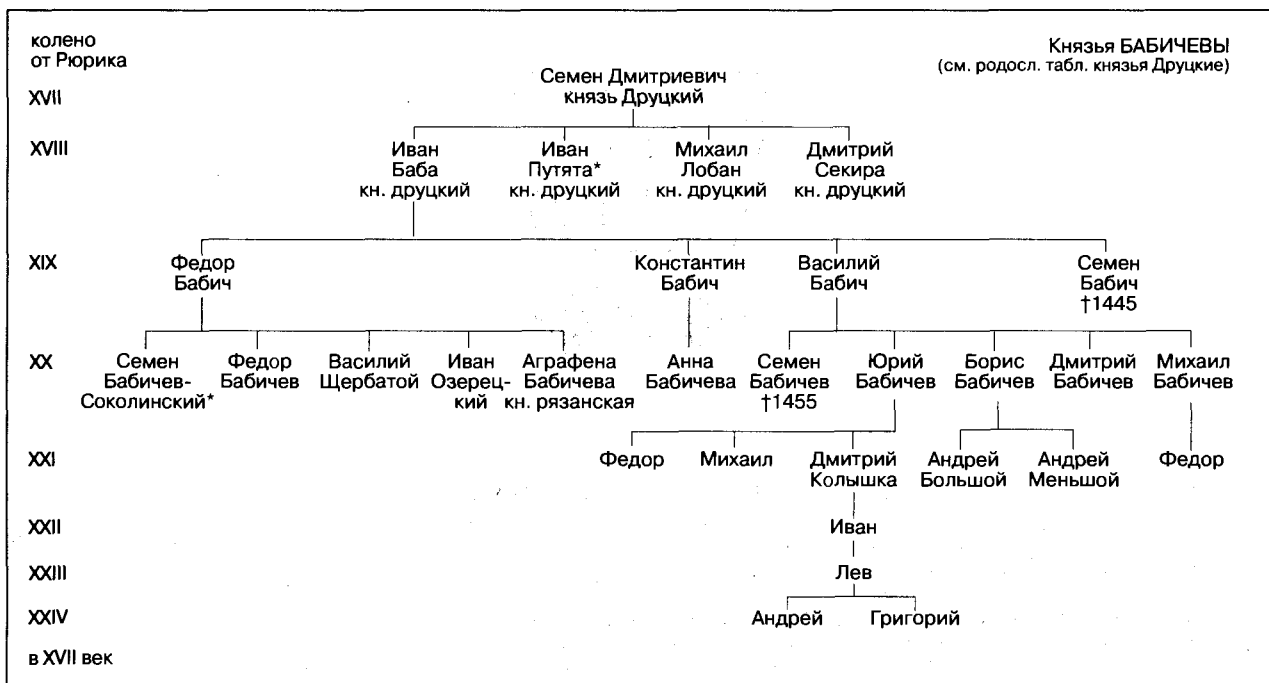 колено
от Рюрика
Князья БАБИЧЕВЫ
(см. родосл. табл. князья Друцкие)
XVII
Семен Дмитриевич
князь Друцкий
XVIII
Иван
Баба
кн. друцкий
Иван
Путята*
кн. друцкий
Михаил
Лобан
кн. друцкий
Дмитрий
Секира
кн. друцкий
XIX
Федор
Бабич
Константин
Бабич
Василий
Бабич
Семен
Бабич
†1445
XX
Семен
Бабичев-
Соколинский*
Федор
Бабичев
Василий
Щербатой
Иван
Озерец-
кий
Аграфена
Бабичева
кн. рязанская
Анна
Бабичева
Семен
Бабичев
†1455
Юрий
Бабичев
Борис
Бабичев
Дмитрий
Бабичев
Михаил
Бабичев
XXI
Федор
Михаил
Дмитрий
Колышка
Андрей
Большой
Андрей
Меньшой
Федор
XXII
Иван
XXIII
Лев
XXIV
Андрей
Григорий
в XVII век